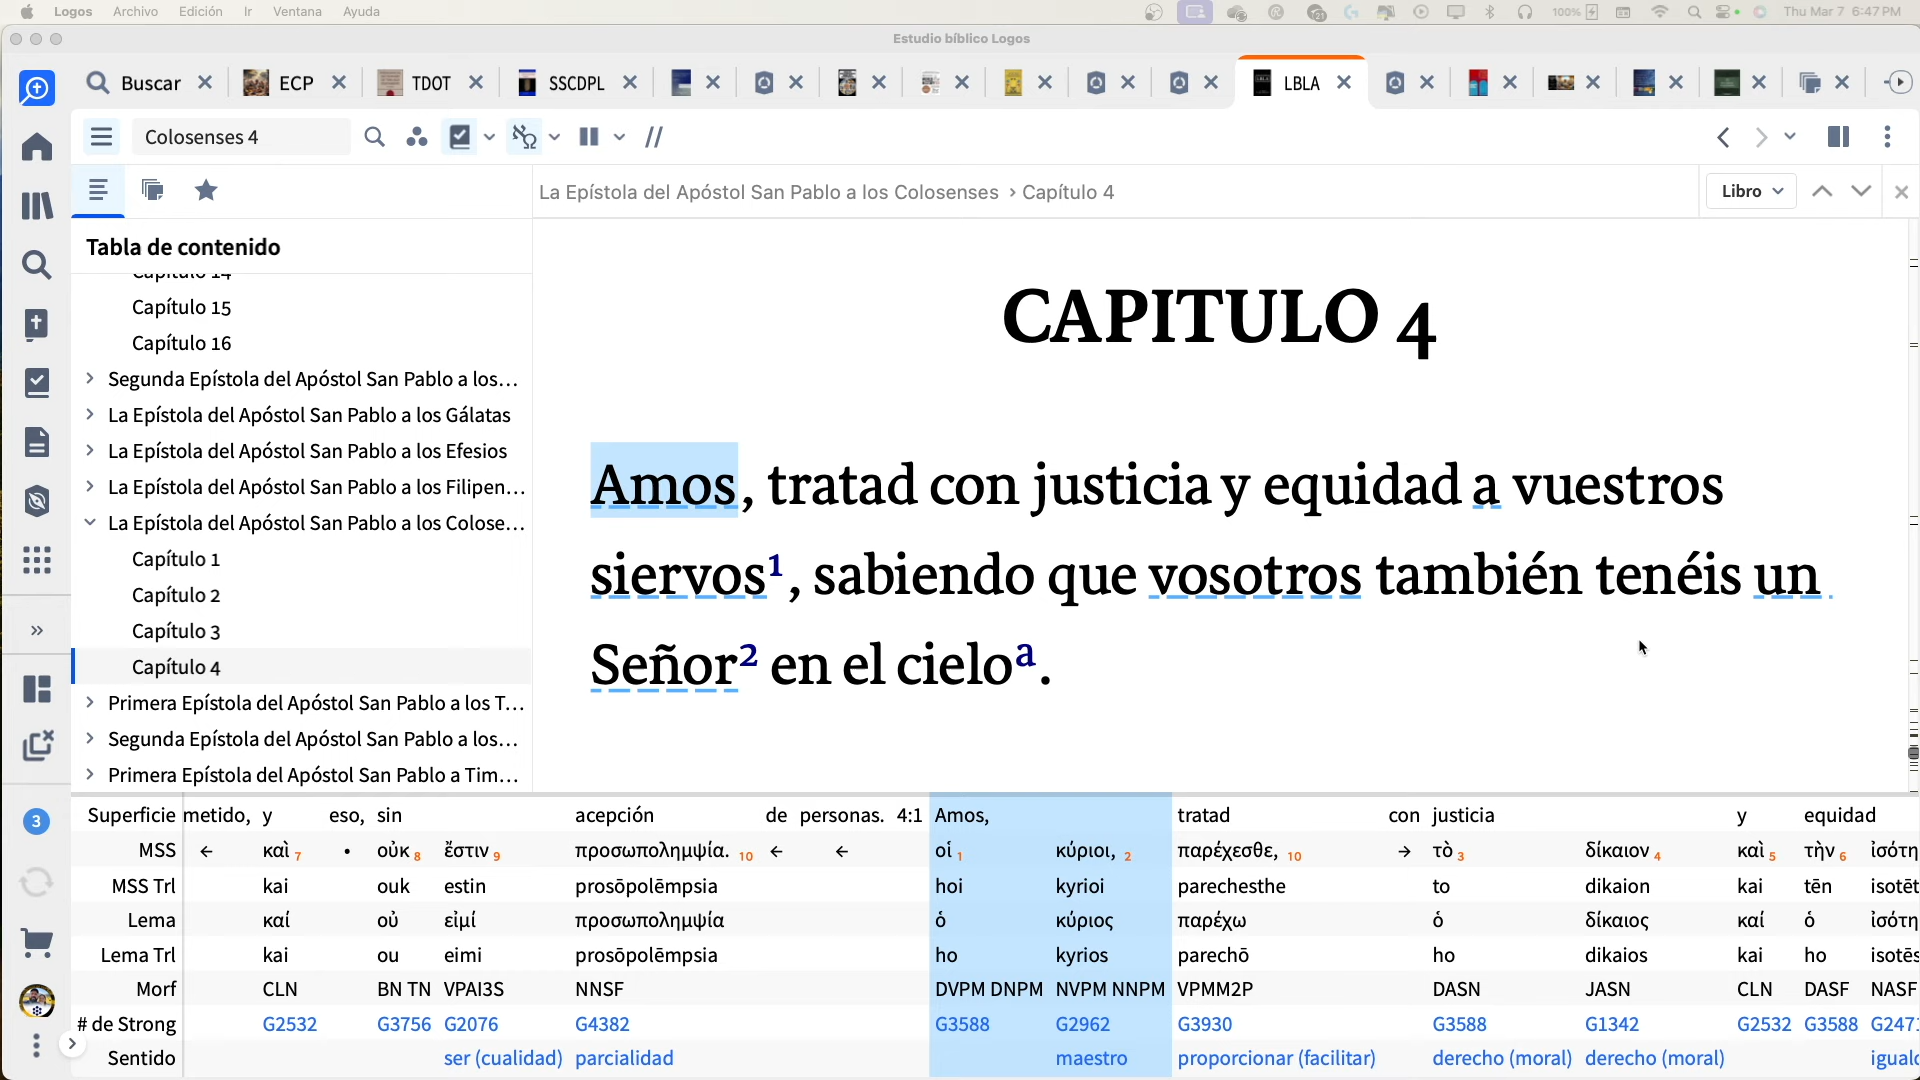 Logos Archivo Edición Ir Ventana Ayuda 100% Thu Mar 7 6:47 PM
Estudio bíblico Logos
Buscar ECP TDOT SSCDPL LBLA
Colosenses 4
La Epístola del Apóstol San Pablo a los Colosenses › Capítulo 4 Libro
Tabla de contenido
Capítulo 14
Capítulo 15
Capítulo 16
Segunda Epístola del Apóstol San Pablo a los...
La Epístola del Apóstol San Pablo a los Gálatas
La Epístola del Apóstol San Pablo a los Efesios
La Epístola del Apóstol San Pablo a los Filipen...
La Epístola del Apóstol San Pablo a los Colose...
Capítulo 1
Capítulo 2
Capítulo 3
Capítulo 4
Primera Epístola del Apóstol San Pablo a los T...
Segunda Epístola del Apóstol San Pablo a los...
Primera Epístola del Apóstol San Pablo a Tim...
CAPITULO 4
Amos, tratad con justicia y equidad a vuestros
siervos¹, sabiendo que vosotros también tenéis un
Señor² en el cieloª.
3
Superficie metido, y eso, sin acepción de personas. 4:1 Amos, tratad con justicia y equidad
MSS ← καὶ 7 • οὐκ 8 ἔστιν 9 προσωπολημψία. 10 ← ← οἱ 1 κύριοι, 2 παρέχεσθε, 10 → τὸ 3 δίκαιον 4 καὶ 5 τὴν 6 ἰσότη
MSS Trl kai ouk estin prosōpolēmpsia hoi kyrioi parechesthe to dikaion kai tēn isotēt
Lema καί οὐ εἰμί προσωπολημψία ὁ κύριος παρέχω ὁ δίκαιος καί ὁ ἰσότη
Lema Trl kai ou eimi prosōpolēmpsia ho kyrios parechō ho dikaios kai ho isotēs
Morf CLN BN TN VPAI3S NNSF DVPM DNPM NVPM NNPM VPMM2P DASN JASN CLN DASF NASF
# de Strong G2532 G3756 G2076 G4382 G3588 G2962 G3930 G3588 G1342 G2532 G3588 G247
Sentido ser (cualidad) parcialidad maestro proporcionar (facilitar) derecho (moral) derecho (moral) igual